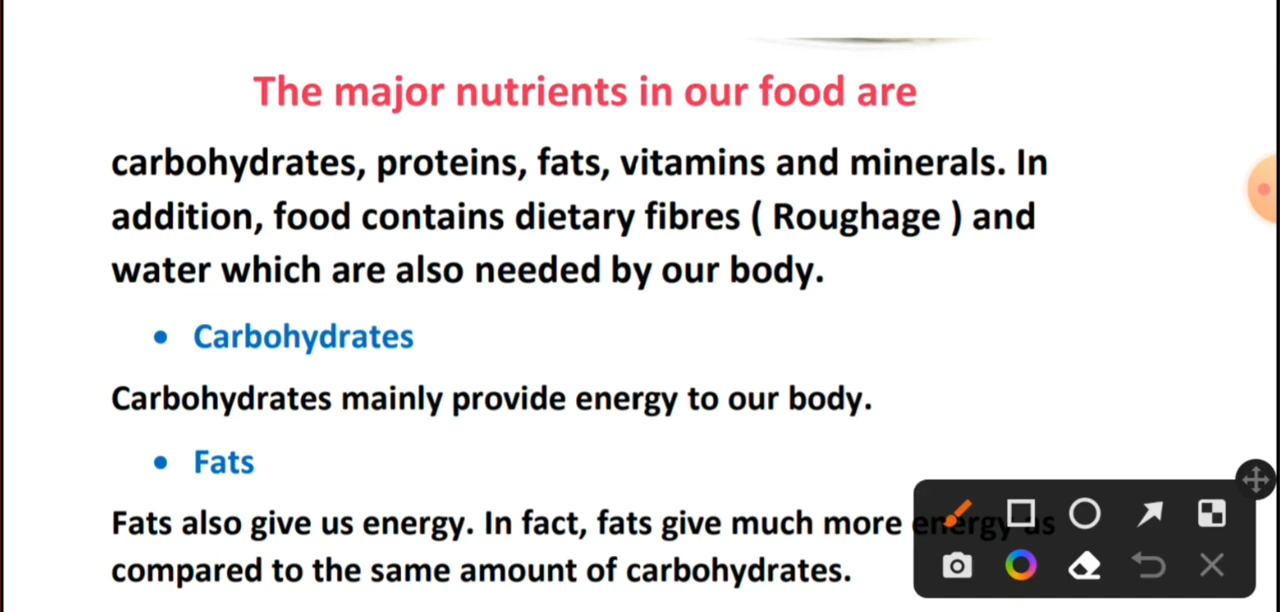 The major nutrients in our food are
carbohydrates, proteins, fats, vitamins and minerals. In
addition, food contains dietary fibres ( Roughage ) and
water which are also needed by our body.
• Carbohydrates
Carbohydrates mainly provide energy to our body.
• Fats
Fats also give us energy. In fact, fats give much more energy as
compared to the same amount of carbohydrates.